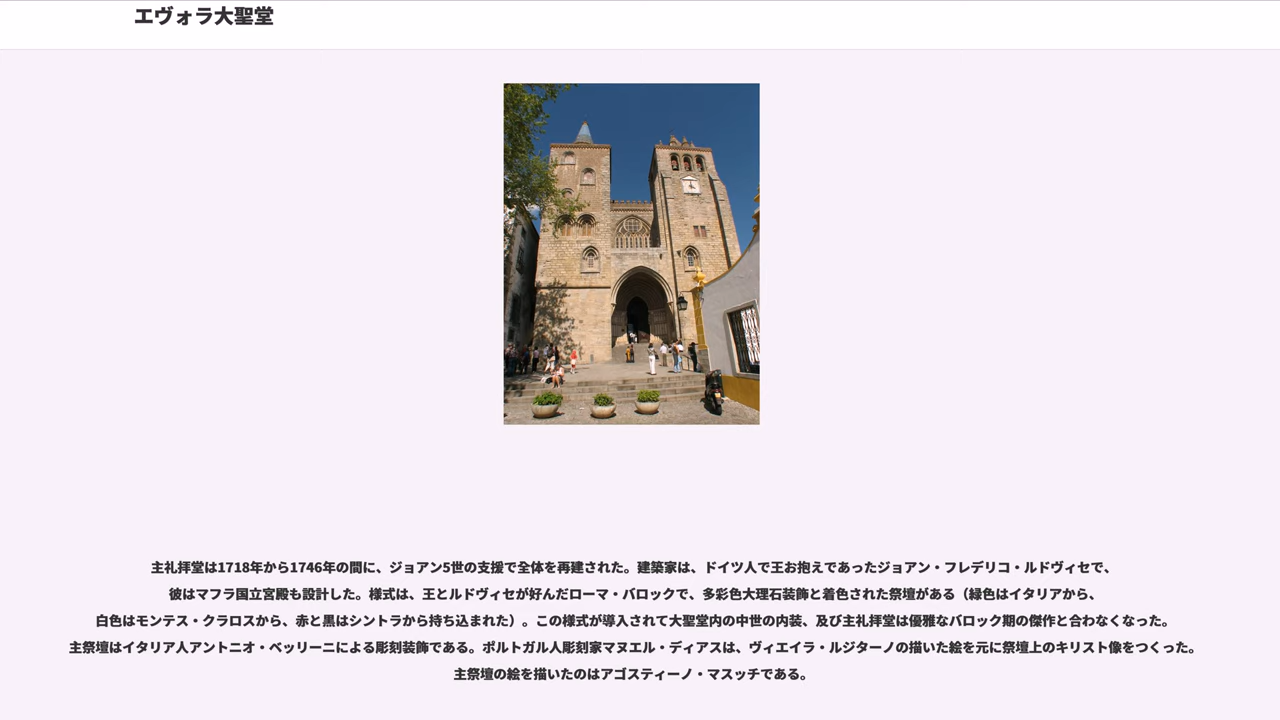 エヴォラ大聖堂
主礼拝堂は1718年から1746年の間に、ジョアン5世の支援で全体を再建された。建築家は、ドイツ人で王お抱えであったジョアン・フレデリコ・ルドヴィセで、
彼はマフラ国立宮殿も設計した。様式は、王とルドヴィセが好んだローマ・バロックで、多彩色大理石装飾と着色された祭壇がある（緑色はイタリアから、
白色はモンテス・クラロスから、赤と黒はシントラから持ち込まれた）。この様式が導入されて大聖堂内の中世の内装、及び主礼拝堂は優雅なバロック期の傑作と合わなくなった。
主祭壇はイタリア人アントニオ・ベッリーニによる彫刻装飾である。ポルトガル人彫刻家マヌエル・ディアスは、ヴィエイラ・ルジターノの描いた絵を元に祭壇上のキリスト像をつくった。
主祭壇の絵を描いたのはアゴスティーノ・マスッチである。